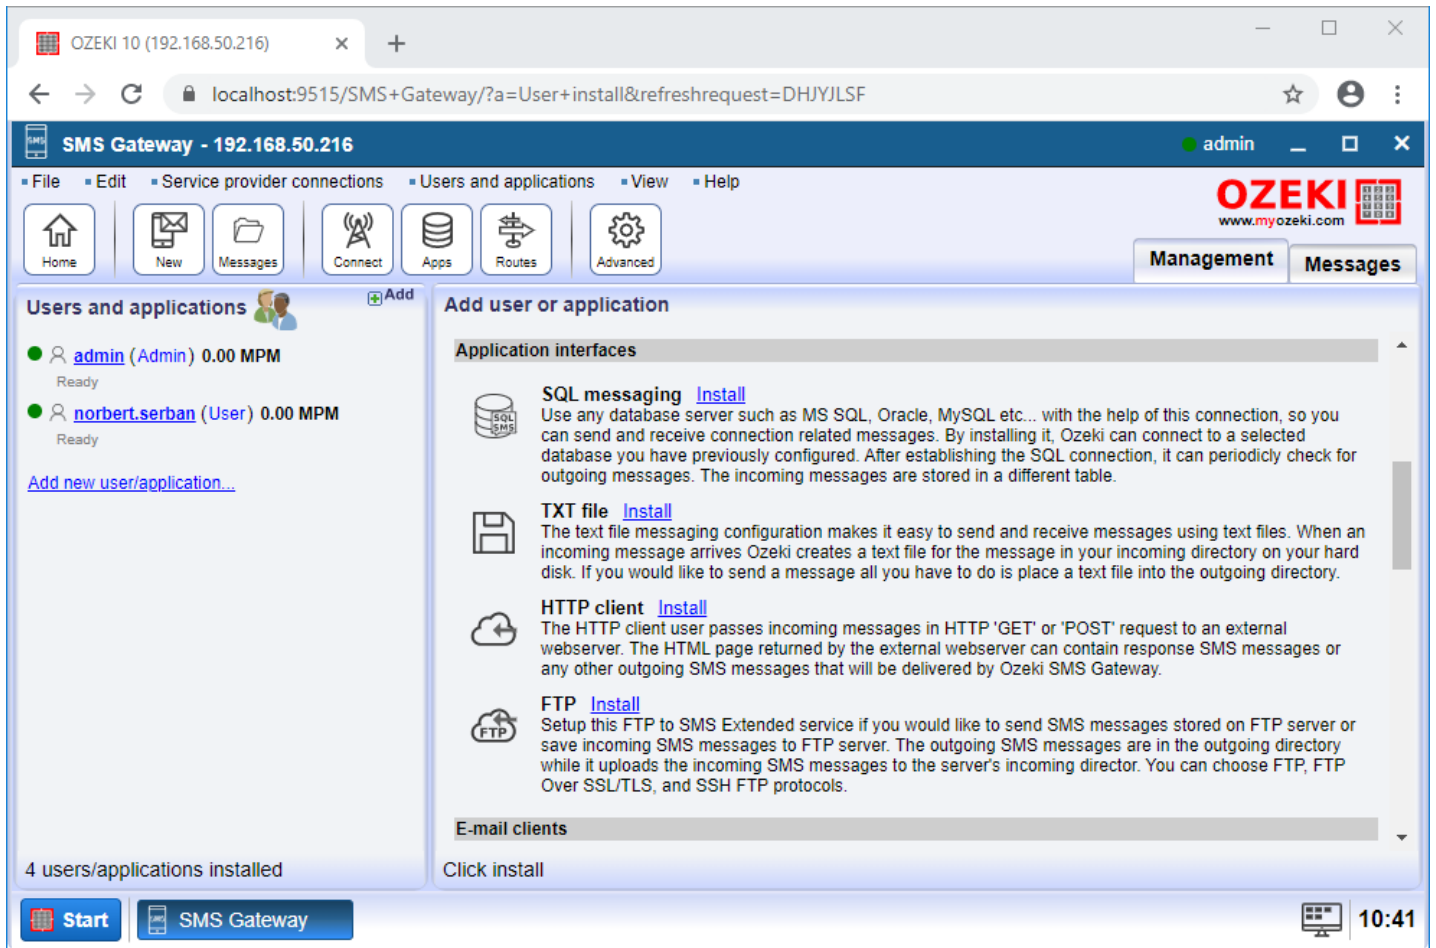 OZEKI 10 (192.168.50.216)
localhost:9515/SMS+Gateway/?a=User+install&refreshrequest=DHJYJLSF
SMS Gateway - 192.168.50.216
admin
File Edit Service provider connections Users and applications View Help
OZEKI
www.myozeki.com
Home New Messages Connect Apps Routes Advanced
Management Messages
Users and applications
Add
admin (Admin) 0.00 MPM
Ready
norbert.serban (User) 0.00 MPM
Ready
Add new user/application...
4 users/applications installed
Add user or application
Application interfaces
SQL messaging Install
SQL
SMS
Use any database server such as MS SQL, Oracle, MySQL etc... with the help of this connection, so you
can send and receive connection related messages. By installing it, Ozeki can connect to a selected
database you have previously configured. After establishing the SQL connection, it can periodicly check for
outgoing messages. The incoming messages are stored in a different table.
TXT file Install
The text file messaging configuration makes it easy to send and receive messages using text files. When an
incoming message arrives Ozeki creates a text file for the message in your incoming directory on your hard
disk. If you would like to send a message all you have to do is place a text file into the outgoing directory.
HTTP client Install
The HTTP client user passes incoming messages in HTTP 'GET' or 'POST' request to an external
webserver. The HTML page returned by the external webserver can contain response SMS messages or
any other outgoing SMS messages that will be delivered by Ozeki SMS Gateway.
FTP Install
FTP
Setup this FTP to SMS Extended service if you would like to send SMS messages stored on FTP server or
save incoming SMS messages to FTP server. The outgoing SMS messages are in the outgoing directory
while it uploads the incoming SMS messages to the server's incoming director. You can choose FTP, FTP
Over SSL/TLS, and SSH FTP protocols.
E-mail clients
Click install
Start
SMS Gateway
10:41